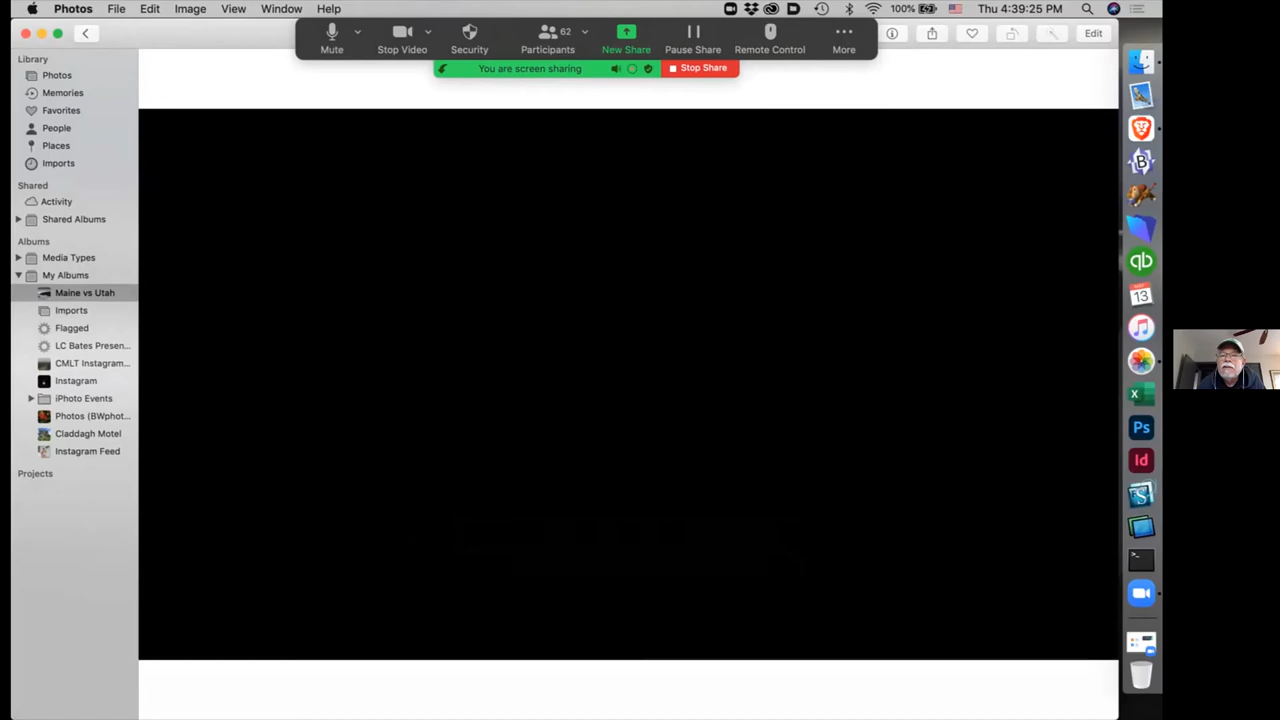 Photos File Edit Image View Window Help 100% Thu 4:39:25 PM
Mute Stop Video Security Participants 62 New Share Pause Share Remote Control More Edit
You are screen sharing Stop Share
Library
Photos
Memories
Favorites
People
Places
Imports
Shared
Activity
Shared Albums
Albums
Media Types
My Albums
Maine vs Utah
Imports
Flagged
LC Bates Presen...
CMLT Instagram...
Instagram
iPhoto Events
Photos (BWphot...
Claddagh Motel
Instagram Feed
Projects
B
qb
13
X
Ps
Id
S